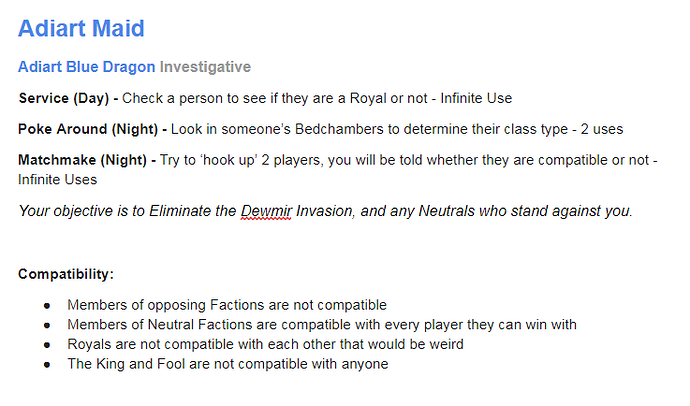 Adiart Maid
Adiart Blue Dragon Investigative
Service (Day) - Check a person to see if they are a Royal or not - Infinite Use
Poke Around (Night) - Look in someone’s Bedchambers to determine their class type - 2 uses
Matchmake (Night) - Try to ‘hook up’ 2 players, you will be told whether they are compatible or not -
Infinite Uses
Your objective is to Eliminate the Dewmir Invasion, and any Neutrals who stand against you.
Compatibility:
● Members of opposing Factions are not compatible
● Members of Neutral Factions are compatible with every player they can win with
● Royals are not compatible with each other that would be weird
● The King and Fool are not compatible with anyone